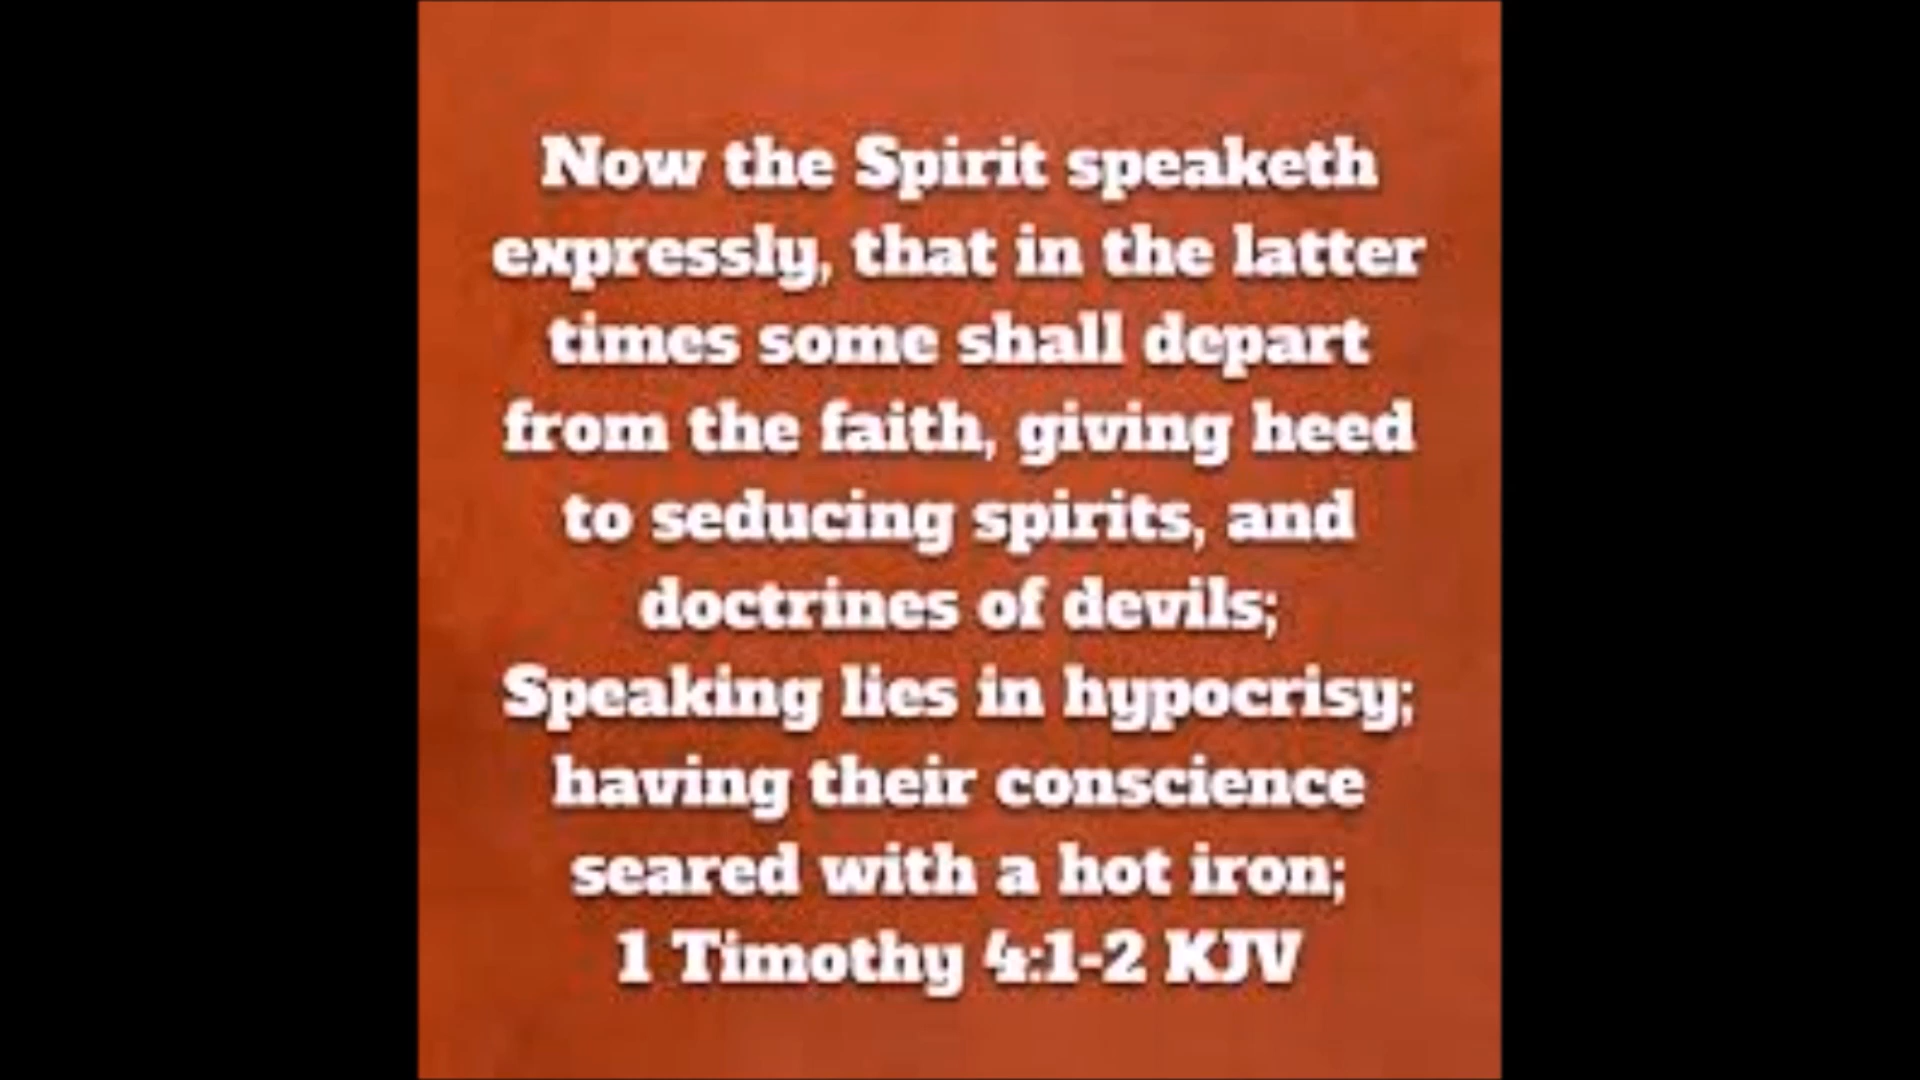 Now the Spirit speaketh
expressly, that in the latter
times some shall depart
from the faith, giving heed
to seducing spirits, and
doctrines of devils;
Speaking lies in hypocrisy;
having their conscience
seared with a hot iron;
1 Timothy 4:1-2 KJV